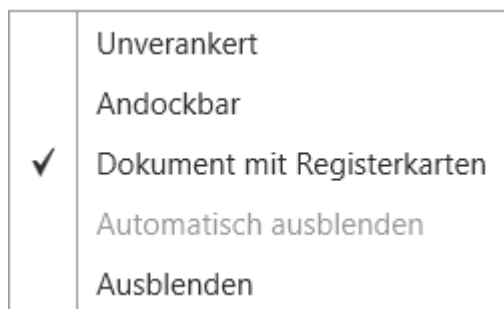 Unverankert
Andockbar
Dokument mit Registerkarten
Automatisch ausblenden
Ausblenden